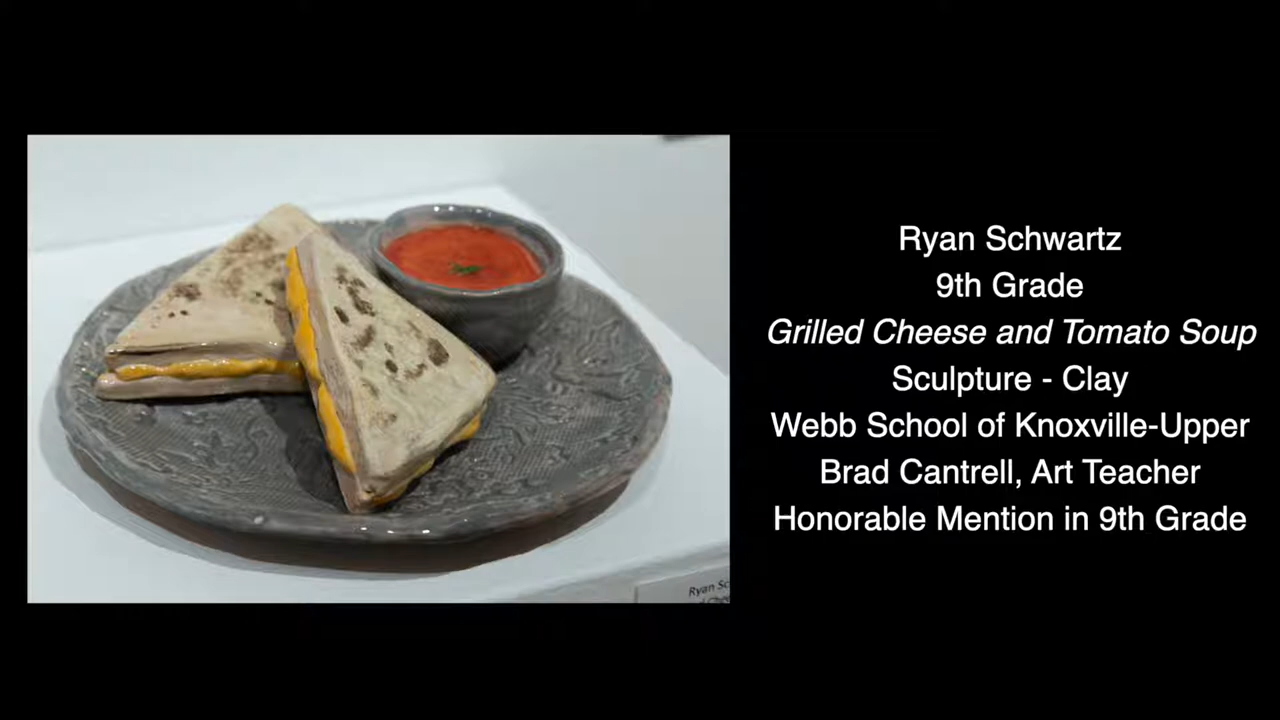 Ryan Schwartz
9th Grade
Grilled Cheese and Tomato Soup
Sculpture - Clay
Webb School of Knoxville-Upper
Brad Cantrell, Art Teacher
Honorable Mention in 9th Grade
Ryan